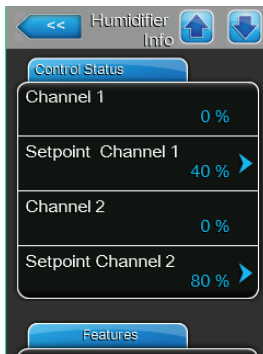 << Humidifier
Info
Control Status
Channel 1
0 %
Setpoint Channel 1
40 %
Channel 2
0 %
Setpoint Channel 2
80 %
Features